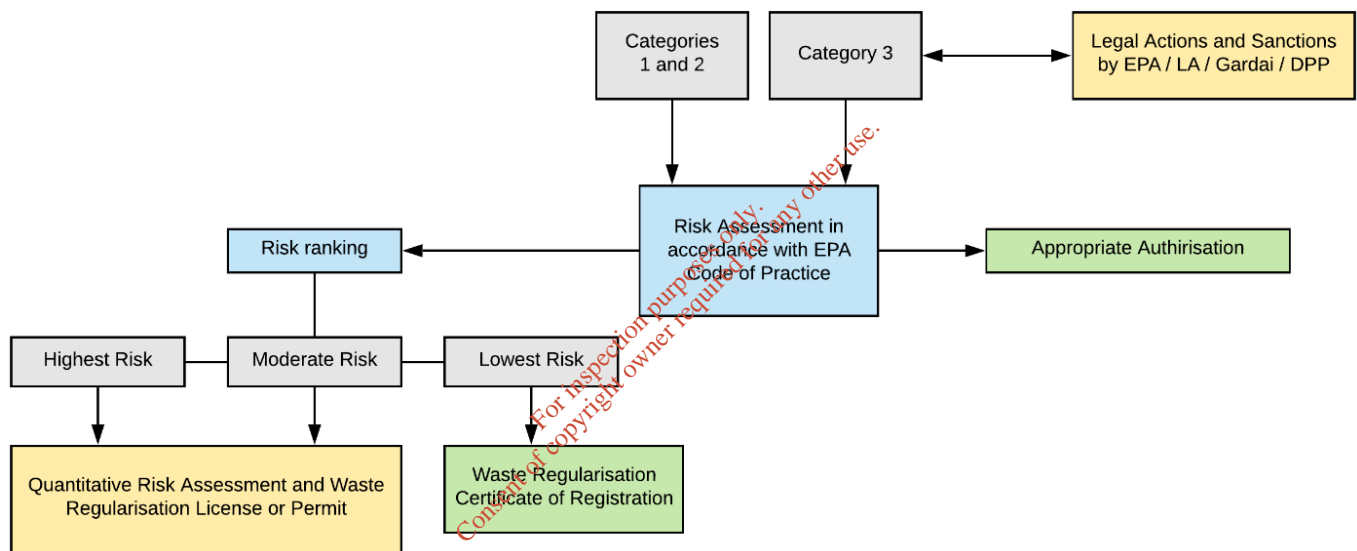 Categories
1 and 2
Category 3
Legal Actions and Sanctions
by EPA / LA / Gardai / DPP
Risk Assessment in
accordance with EPA
Code of Practice
Risk ranking
Appropriate Authirisation
Highest Risk
Moderate Risk
Lowest Risk
Quantitative Risk Assessment and Waste
Regularisation License or Permit
Waste Regularisation
Certificate of Registration
For inspection purposes only.
Consent of copyright owner required for any other use.